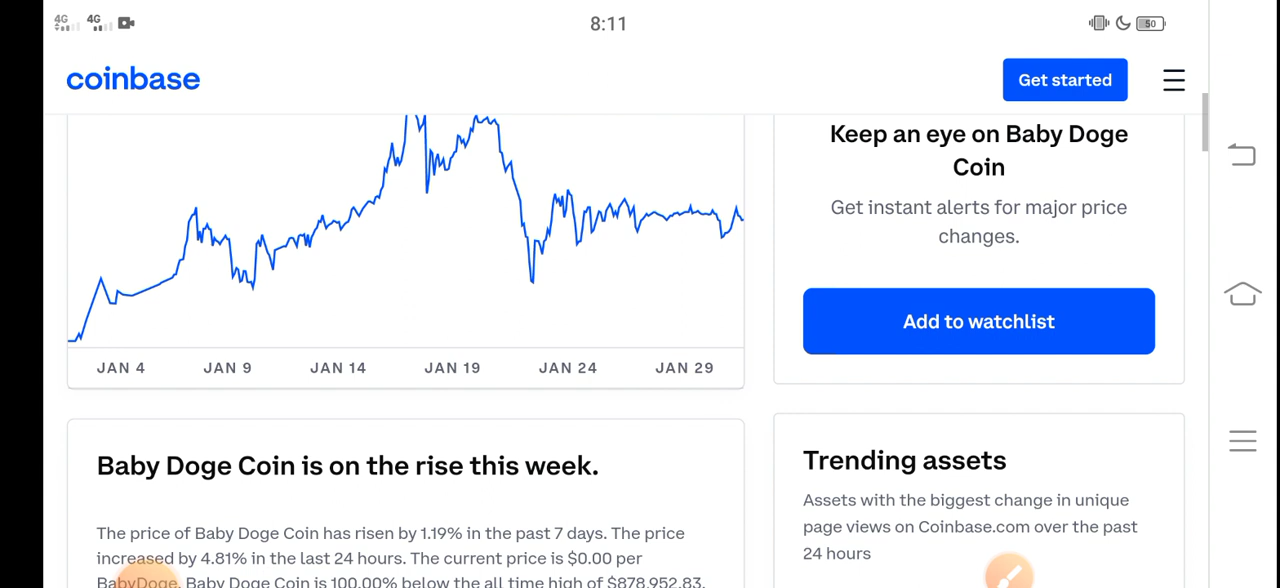 4G 4G 8:11 50
coinbase
Get started
Keep an eye on Baby Doge
Coin
Get instant alerts for major price
changes.
Add to watchlist
JAN 4 JAN 9 JAN 14 JAN 19 JAN 24 JAN 29
Baby Doge Coin is on the rise this week.
The price of Baby Doge Coin has risen by 1.19% in the past 7 days. The price
increased by 4.81% in the last 24 hours. The current price is $0.00 per
BabyDoge. Baby Doge Coin is 100.00% below the all time high of $878,952.83.
Trending assets
Assets with the biggest change in unique
page views on Coinbase.com over the past
24 hours